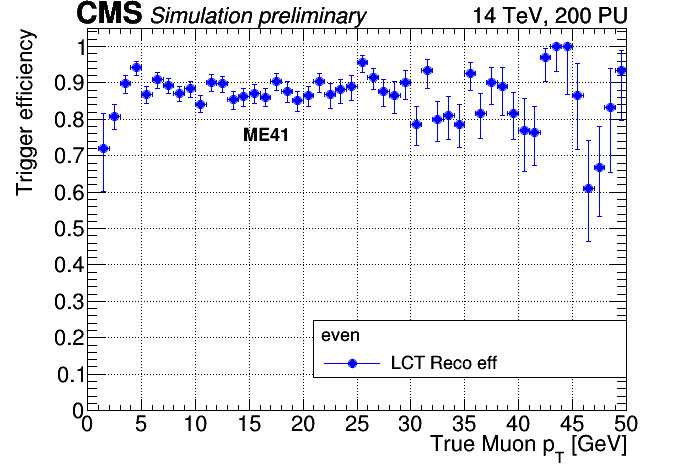 CMS Simulation preliminary 14 TeV, 200 PU
Trigger efficiency
1
0.9
0.8
ME41
0.7
0.6
0.5
0.4
0.3
0.2
even
LCT Reco eff
0.1
0
0 5 10 15 20 25 30 35 40 45 50
True Muon pT [GeV]